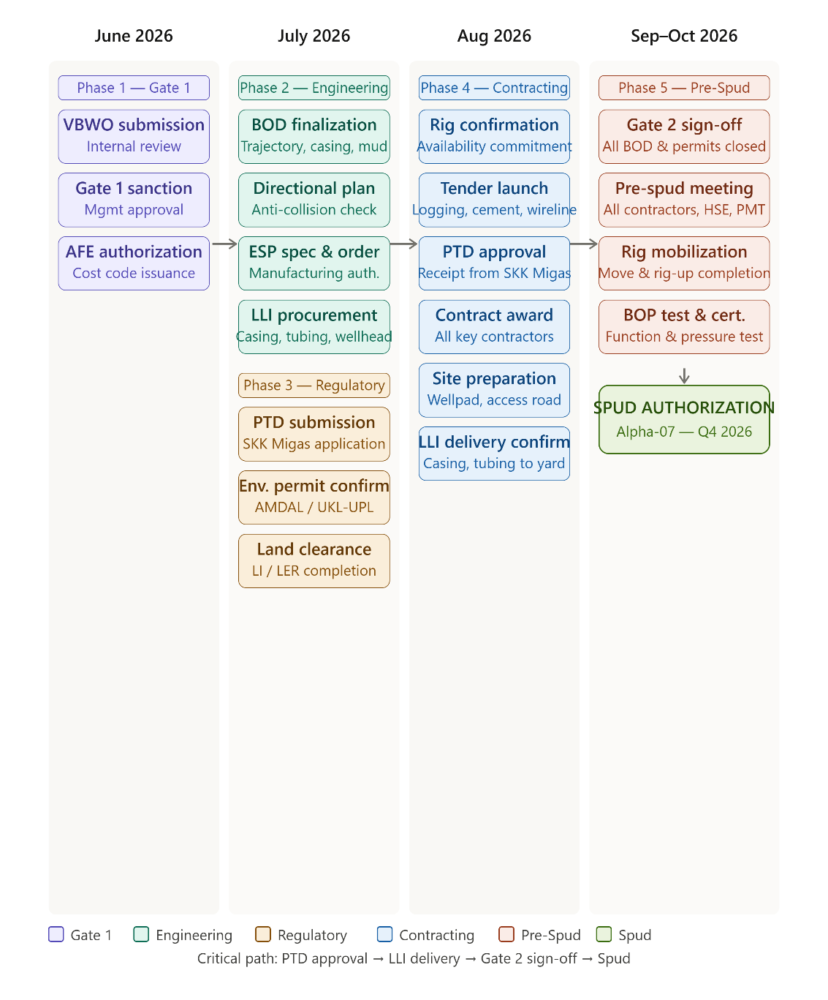 June 2026
Phase 1 — Gate 1
VBWO submission
Internal review
Gate 1 sanction
Mgmt approval
AFE authorization
Cost code issuance
July 2026
Phase 2 — Engineering
BOD finalization
Trajectory, casing, mud
Directional plan
Anti-collision check
ESP spec & order
Manufacturing auth.
LLI procurement
Casing, tubing, wellhead
Phase 3 — Regulatory
PTD submission
SKK Migas application
Env. permit confirm
AMDAL / UKL-UPL
Land clearance
LI / LER completion
Aug 2026
Phase 4 — Contracting
Rig confirmation
Availability commitment
Tender launch
Logging, cement, wireline
PTD approval
Receipt from SKK Migas
Contract award
All key contractors
Site preparation
Wellpad, access road
LLI delivery confirm
Casing, tubing to yard
Sep–Oct 2026
Phase 5 — Pre-Spud
Gate 2 sign-off
All BOD & permits closed
Pre-spud meeting
All contractors, HSE, PMT
Rig mobilization
Move & rig-up completion
BOP test & cert.
Function & pressure test
SPUD AUTHORIZATION
Alpha-07 — Q4 2026
Gate 1
Engineering
Regulatory
Contracting
Pre-Spud
Spud
Critical path: PTD approval → LLI delivery → Gate 2 sign-off → Spud